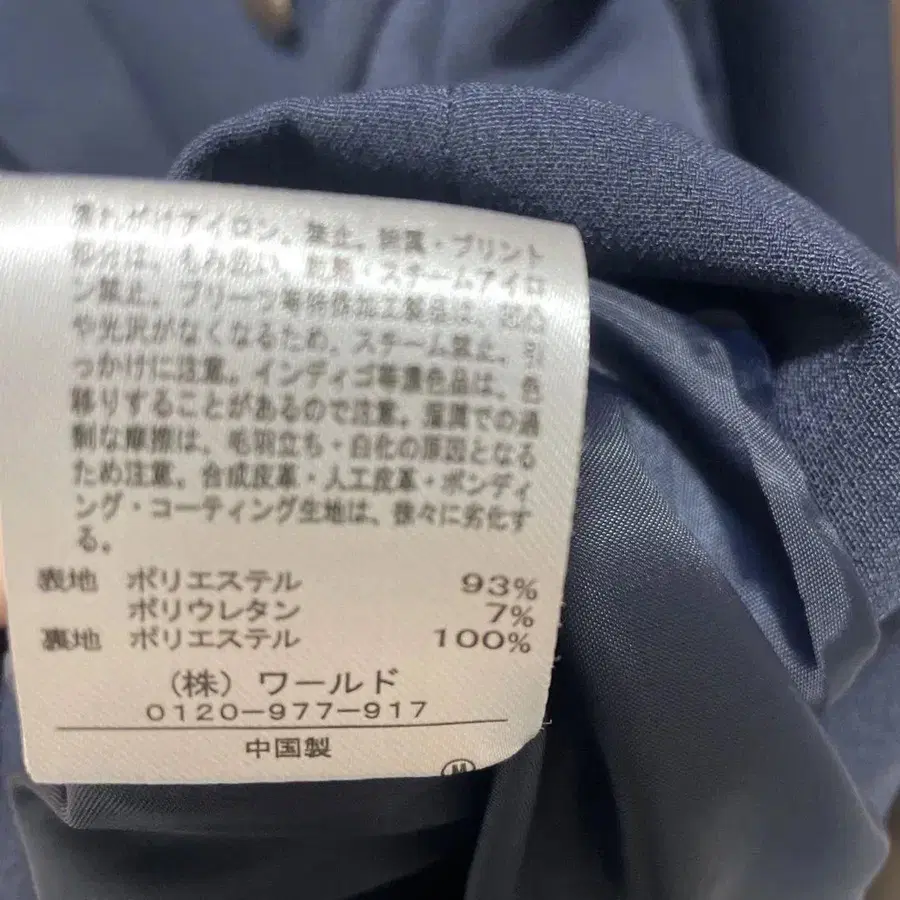 濡れがけアイロン、禁止。附属・プリント
部分は、もみ洗い、乾熱・スチームアイロ
ン禁止。プリーツ等特殊加工製品は、凹凸
や光沢がなくなるため、スチーム禁止。引
っかけに注意。インディゴ等濃色品は、色
移りすることがあるので注意。湿潤での過
剰な摩擦は、毛羽立ち・白化の原因となる
ため注意。合成皮革・人工皮革・ボンディ
ング・コーティング生地は、徐々に劣化す
る。
表地 ポリエステル 93%
ポリウレタン 7%
裏地 ポリエステル 100%
(株) ワールド
0120-977-917
中国製
M